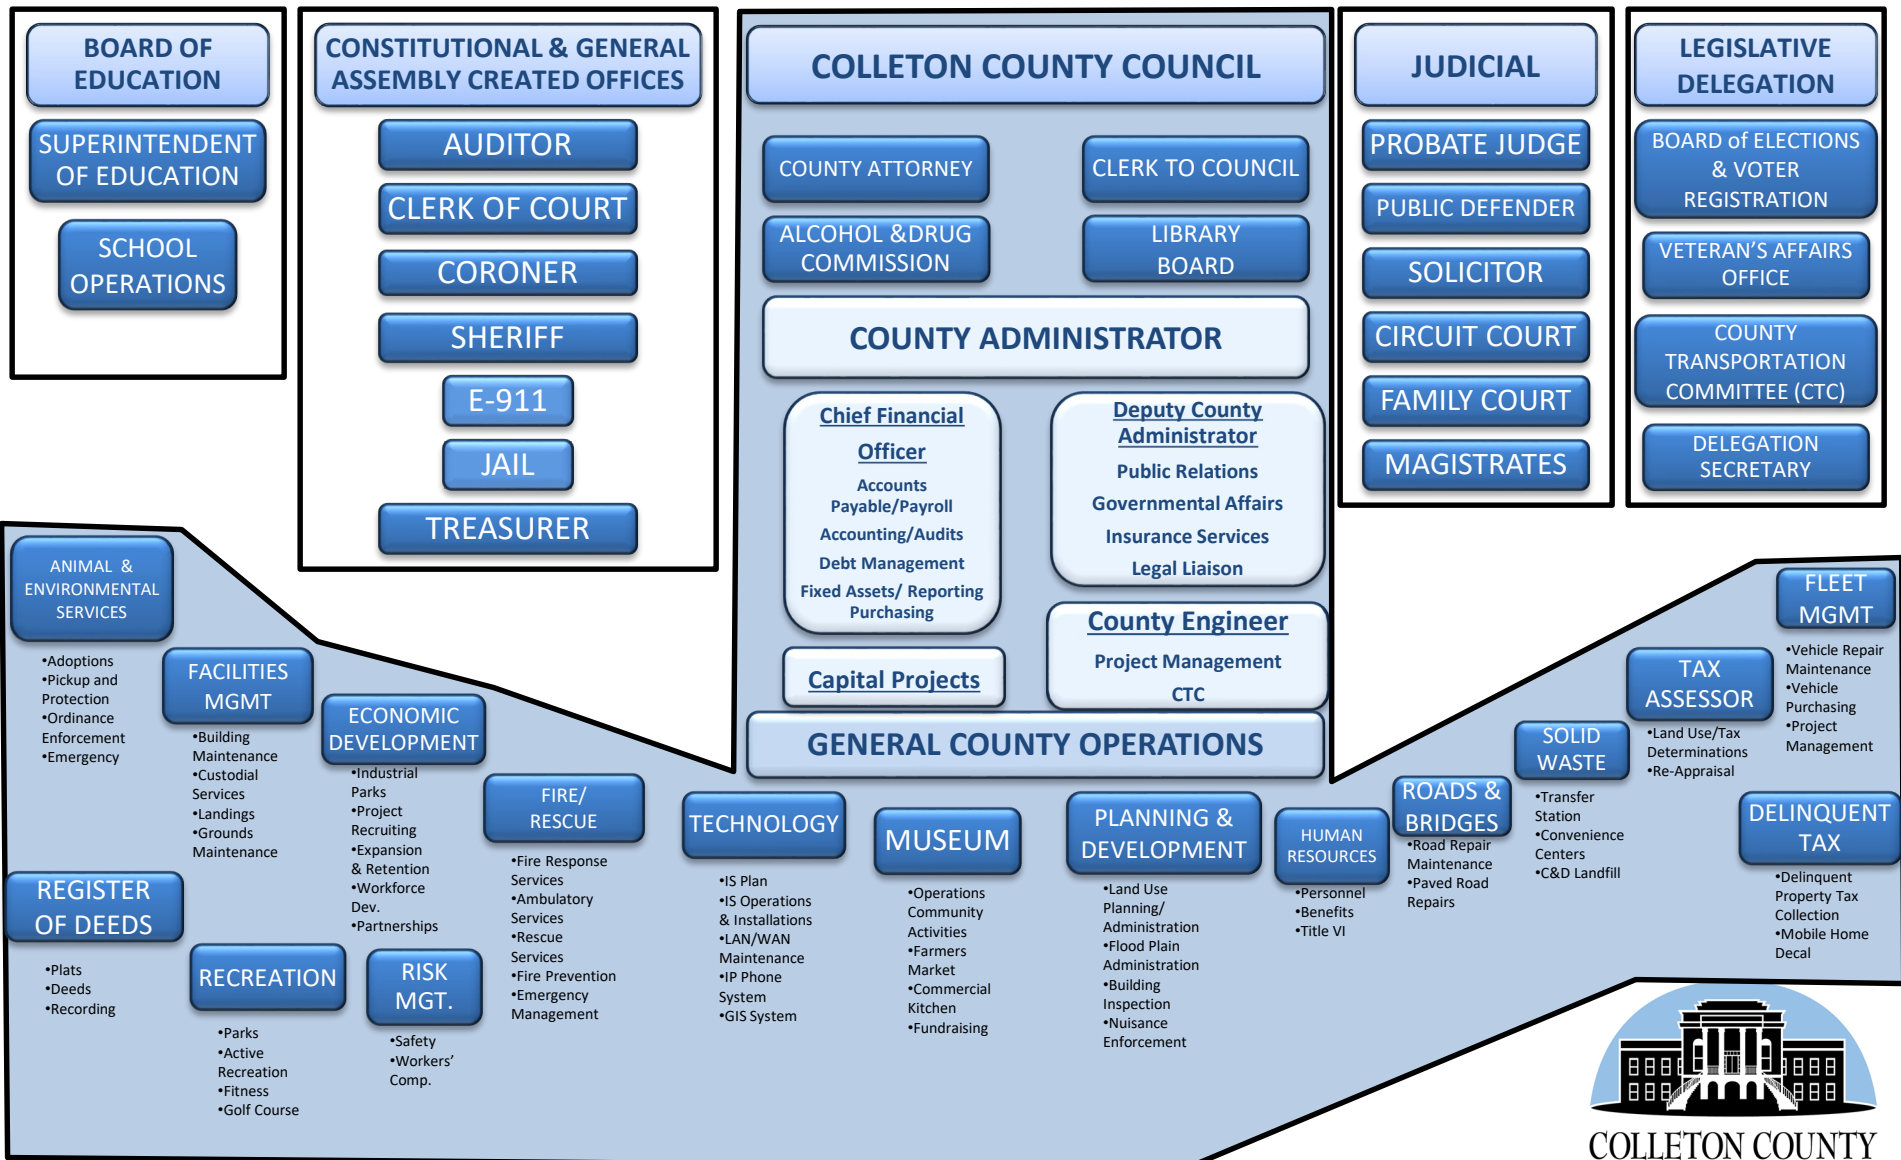 BOARD OF
EDUCATION
SUPERINTENDENT
OF EDUCATION
SCHOOL
OPERATIONS
CONSTITUTIONAL & GENERAL
ASSEMBLY CREATED OFFICES
AUDITOR
CLERK OF COURT
CORONER
SHERIFF
E-911
JAIL
TREASURER
COLLETON COUNTY COUNCIL
COUNTY ATTORNEY
CLERK TO COUNCIL
ALCOHOL &DRUG
COMMISSION
LIBRARY
BOARD
COUNTY ADMINISTRATOR
Chief Financial
Officer
Accounts
Payable/Payroll
Accounting/Audits
Debt Management
Fixed Assets/ Reporting
Purchasing
Capital Projects
Deputy County
Administrator
Public Relations
Governmental Affairs
Insurance Services
Legal Liaison
County Engineer
Project Management
CTC
GENERAL COUNTY OPERATIONS
JUDICIAL
PROBATE JUDGE
PUBLIC DEFENDER
SOLICITOR
CIRCUIT COURT
FAMILY COURT
MAGISTRATES
LEGISLATIVE
DELEGATION
BOARD of ELECTIONS
& VOTER
REGISTRATION
VETERAN'S AFFAIRS
OFFICE
COUNTY
TRANSPORTATION
COMMITTEE (CTC)
DELEGATION
SECRETARY
ANIMAL &
ENVIRONMENTAL
SERVICES
•Adoptions
•Pickup and
Protection
•Ordinance
Enforcement
•Emergency
REGISTER
OF DEEDS
•Plats
•Deeds
•Recording
FACILITIES
MGMT
•Building
Maintenance
•Custodial
Services
•Landings
•Grounds
Maintenance
RECREATION
•Parks
•Active
Recreation
•Fitness
•Golf Course
ECONOMIC
DEVELOPMENT
•Industrial
Parks
•Project
Recruiting
•Expansion
& Retention
•Workforce
Dev.
•Partnerships
RISK
MGT.
•Safety
•Workers'
Comp.
FIRE/
RESCUE
•Fire Response
Services
•Ambulatory
Services
•Rescue
Services
•Fire Prevention
•Emergency
Management
TECHNOLOGY
•IS Plan
•IS Operations
& Installations
•LAN/WAN
Maintenance
•IP Phone
System
•GIS System
MUSEUM
•Operations
Community
Activities
•Farmers
Market
•Commercial
Kitchen
•Fundraising
PLANNING &
DEVELOPMENT
•Land Use
Planning/
Administration
•Flood Plain
Administration
•Building
Inspection
•Nuisance
Enforcement
HUMAN
RESOURCES
•Personnel
•Benefits
•Title VI
ROADS &
BRIDGES
•Road Repair
Maintenance
•Paved Road
Repairs
SOLID
WASTE
•Transfer
Station
•Convenience
Centers
•C&D Landfill
TAX
ASSESSOR
•Land Use/Tax
Determinations
•Re-Appraisal
FLEET
MGMT
•Vehicle Repair
Maintenance
•Vehicle
Purchasing
•Project
Management
DELINQUENT
TAX
•Delinquent
Property Tax
Collection
•Mobile Home
Decal
COLLETON COUNTY